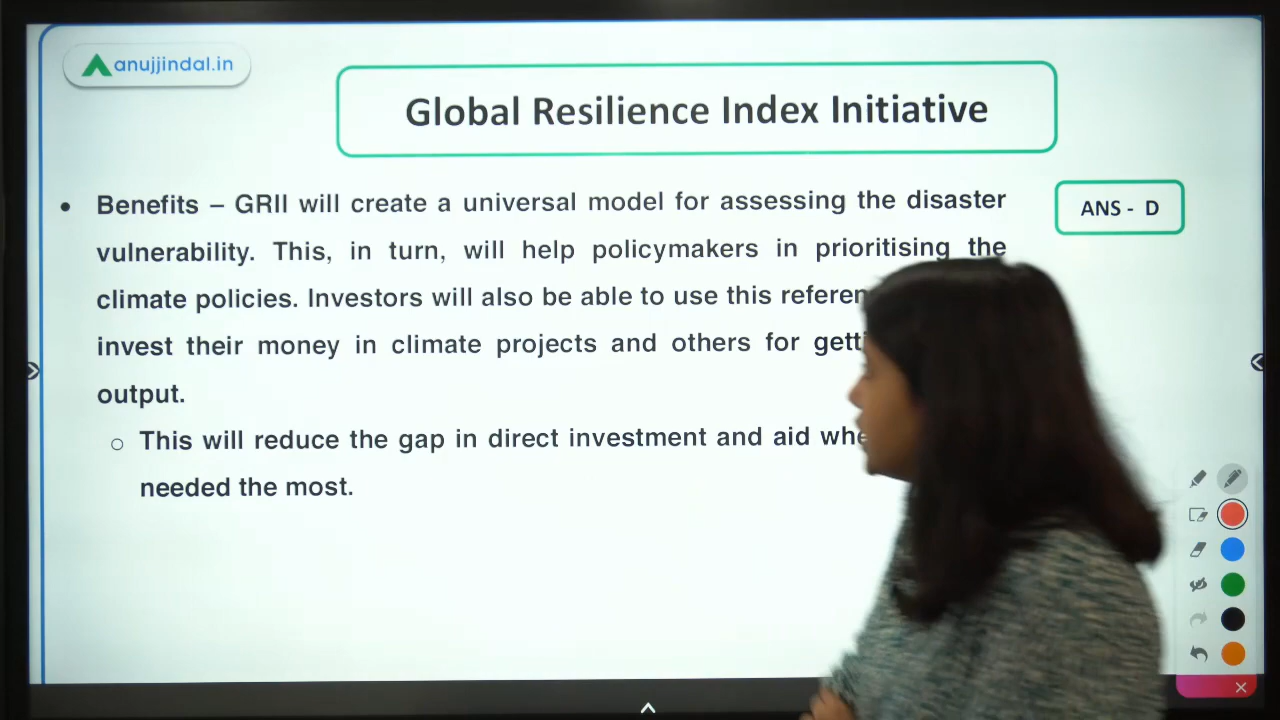 anujjindal.in
Global Resilience Index Initiative
• Benefits – GRII will create a universal model for assessing the disaster
ANS - D
vulnerability. This, in turn, will help policymakers in prioritising the
climate policies. Investors will also be able to use this
invest their money in climate projects and others for
output.
○ This will reduce the gap in direct investment and aid
needed the most.